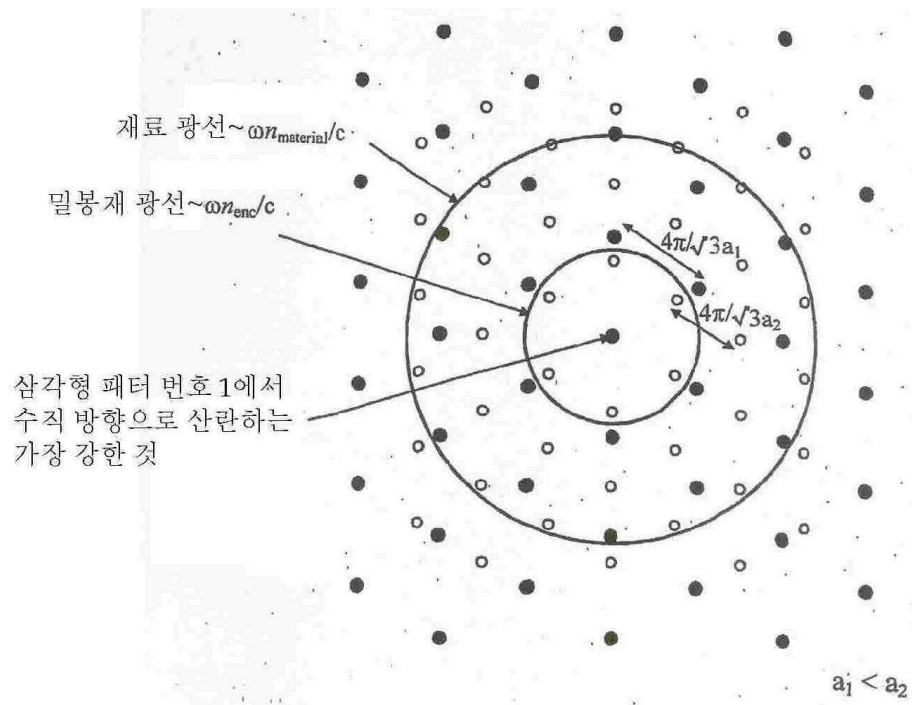 재료 광선~ωn_material/c
밀봉재 광선~ωn_enc/c
4π/√3a₁
4π/√3a₂
삼각형 패터 번호 1에서
수직 방향으로 산란하는
가장 강한 것
a₁ < a₂